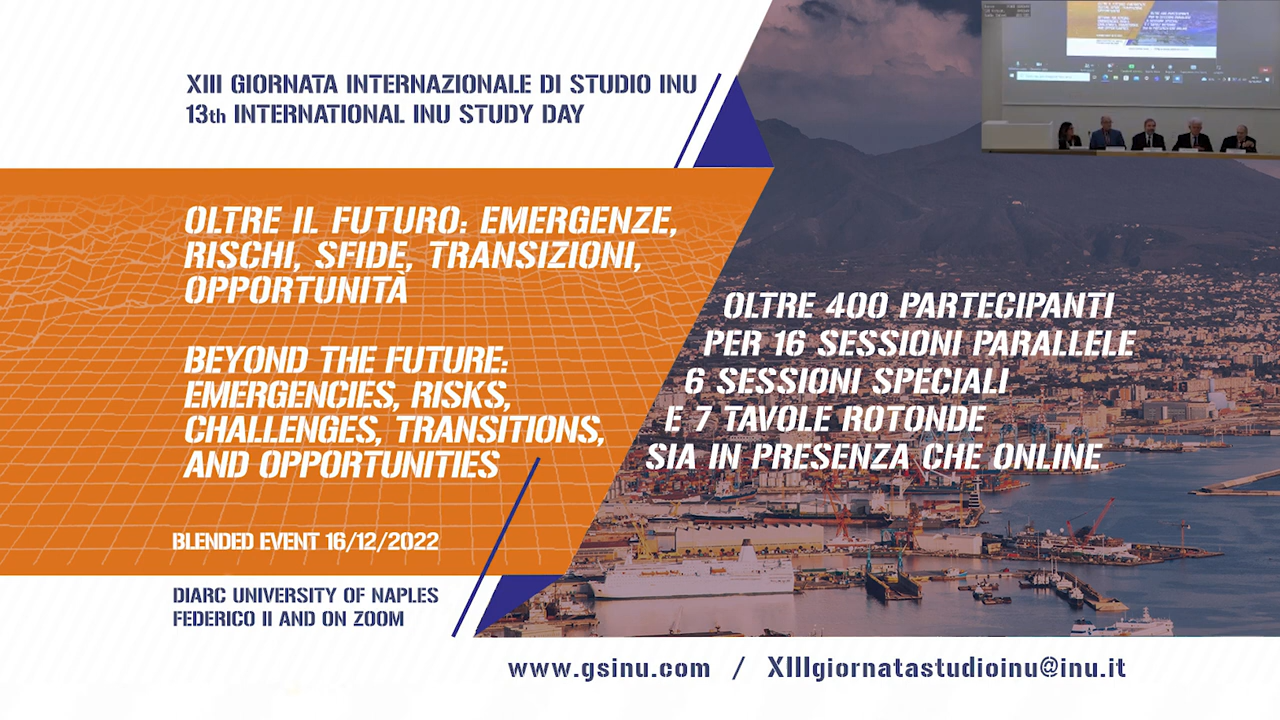 XIII GIORNATA INTERNAZIONALE DI STUDIO INU
13th INTERNATIONAL INU STUDY DAY
OLTRE IL FUTURO: EMERGENZE,
RISCHI, SFIDE, TRANSIZIONI,
OPPORTUNITÀ
BEYOND THE FUTURE:
EMERGENCIES, RISKS,
CHALLENGES, TRANSITIONS,
AND OPPORTUNITIES
BLENDED EVENT 16/12/2022
DIARC UNIVERSITY OF NAPLES
FEDERICO II AND ON ZOOM
OLTRE 400 PARTECIPANTI
PER 16 SESSIONI PARALLELE
6 SESSIONI SPECIALI
E 7 TAVOLE ROTONDE
SIA IN PRESENZA CHE ONLINE
www.gsinu.com / XIIIgiornatastudioinu@inu.it